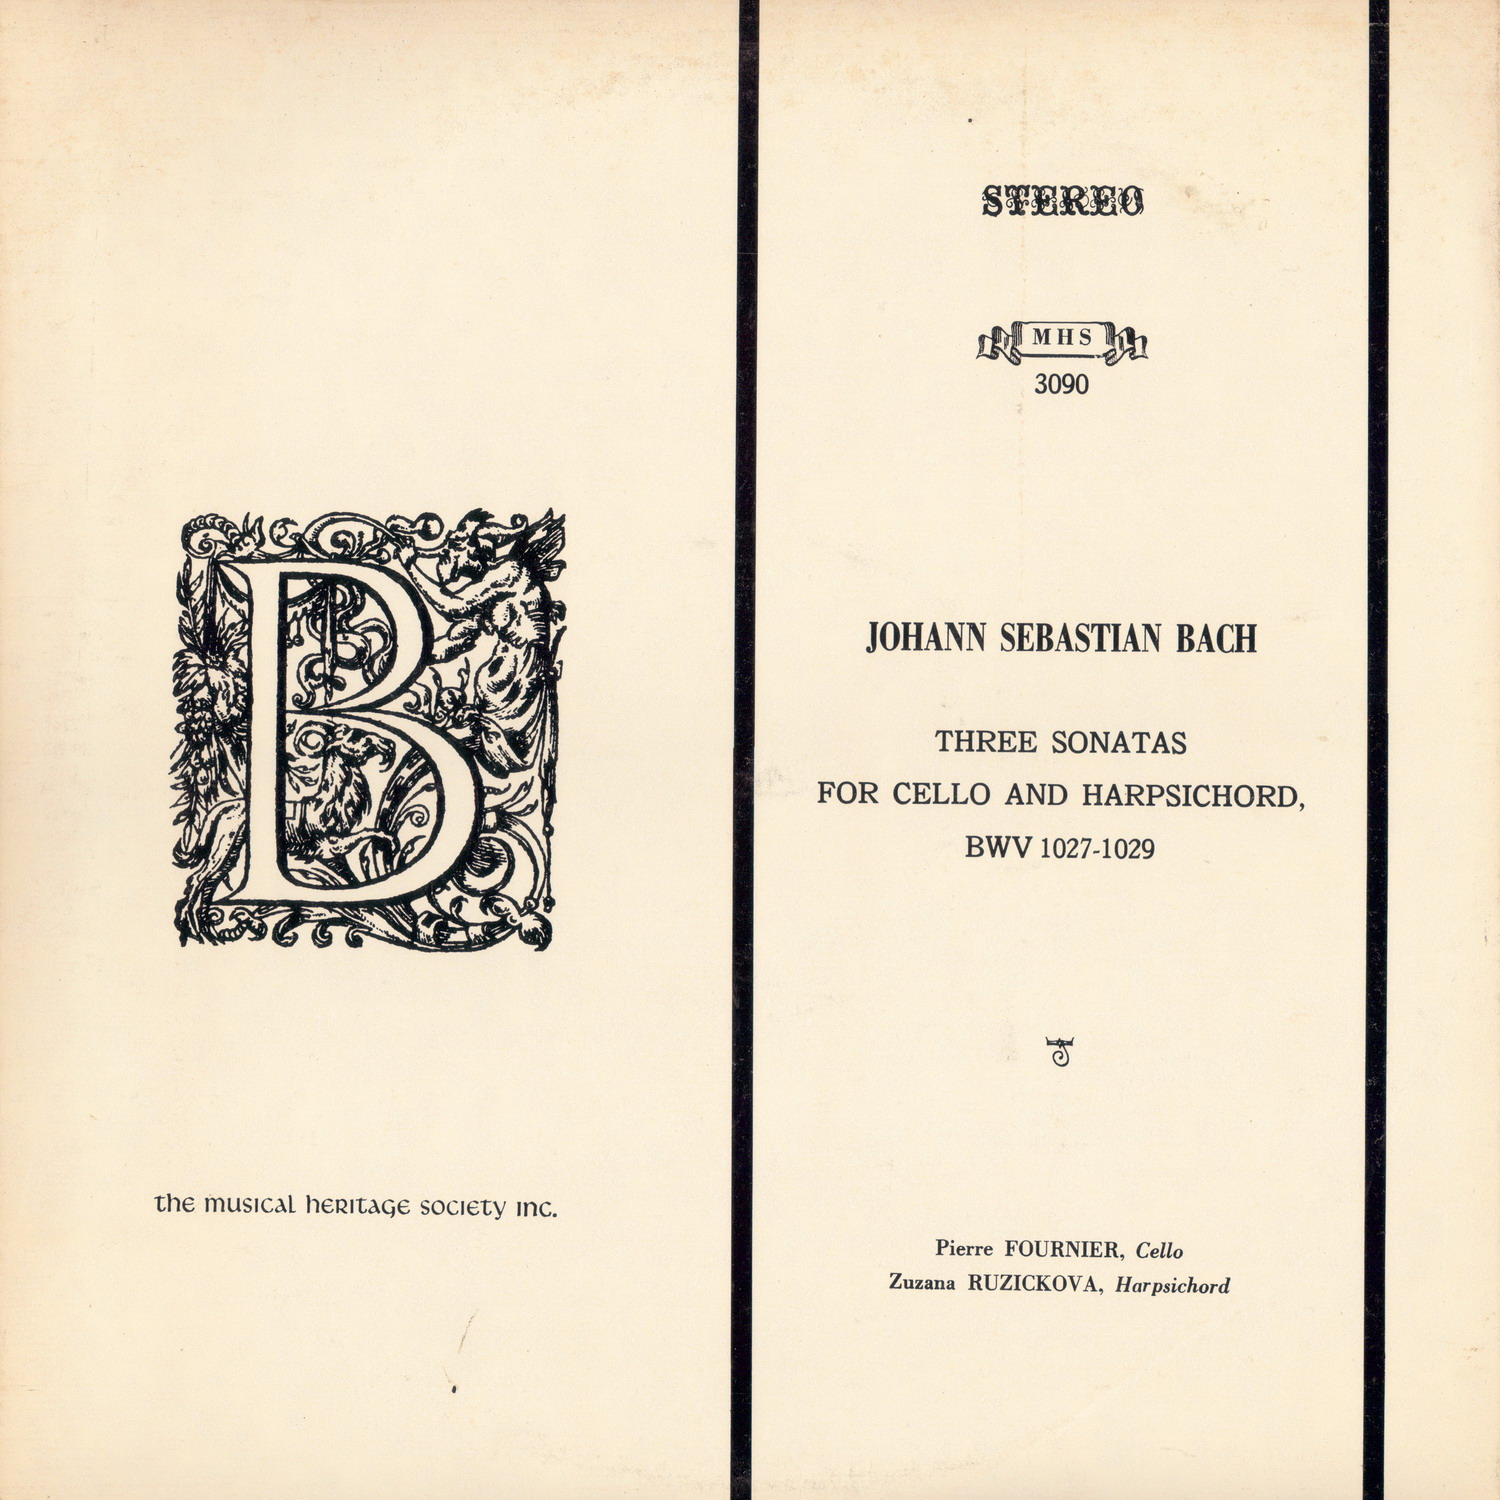 STEREO
MHS
3090
B
JOHANN SEBASTIAN BACH
THREE SONATAS
FOR CELLO AND HARPSICHORD,
BWV 1027-1029
the musical heritage society inc.
Pierre FOURNIER, Cello
Zuzana RUZICKOVA, Harpsichord